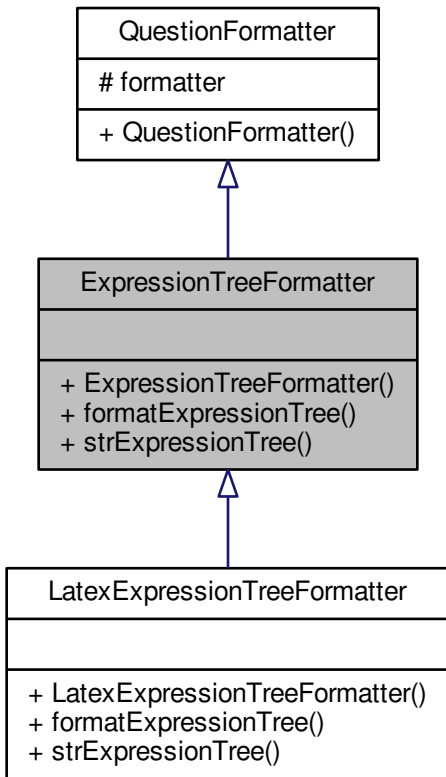 QuestionFormatter
# formatter
+ QuestionFormatter()
ExpressionTreeFormatter
+ ExpressionTreeFormatter()
+ formatExpressionTree()
+ strExpressionTree()
LatexExpressionTreeFormatter
+ LatexExpressionTreeFormatter()
+ formatExpressionTree()
+ strExpressionTree()